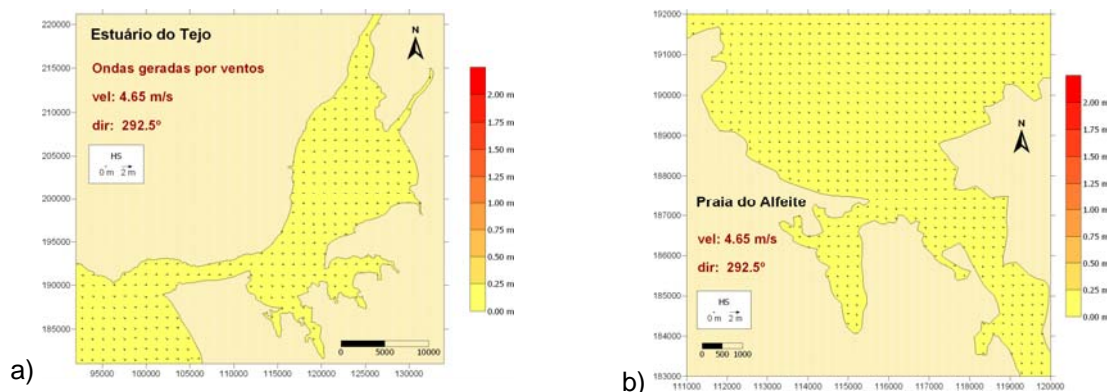 Estuário do Tejo
Ondas geradas por ventos
vel: 4.65 m/s
dir: 292.5º
HS
0 m 2 m
N
220000
215000
210000
205000
200000
195000
190000
185000
95000 100000 105000 110000 115000 120000 125000 130000
0 5000 10000
2.00 m
1.75 m
1.50 m
1.25 m
1.00 m
0.75 m
0.50 m
0.25 m
0.00 m
a)
192000
191000
190000
189000
188000
187000
186000
185000
184000
183000
N
Praia do Alfeite
vel: 4.65 m/s
dir: 292.5º
HS
0 m 2 m
0 500 1000
111000 112000 113000 114000 115000 116000 117000 118000 119000 120000
2.00 m
1.75 m
1.50 m
1.25 m
1.00 m
0.75 m
0.50 m
0.25 m
0.00 m
b)